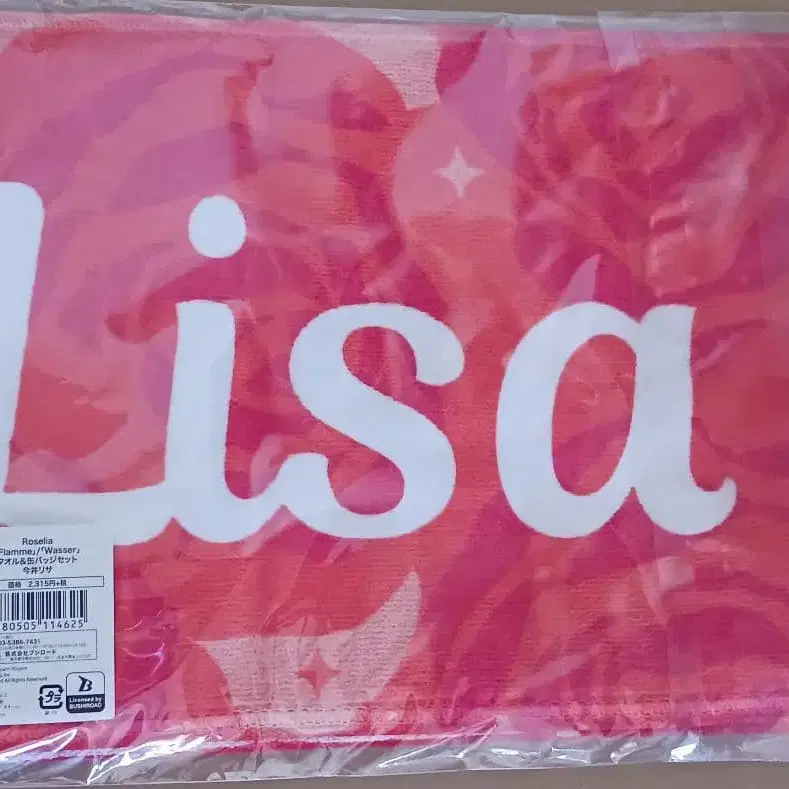 Lisa
Roselia
Flamme」/「Wasser」
タオル&缶バッジセット
今井リサ
価格 2,315円+税
80505 114625
03-5386-7431
株式会社ブシロード
プラ
Licensed by
BUSHIROAD